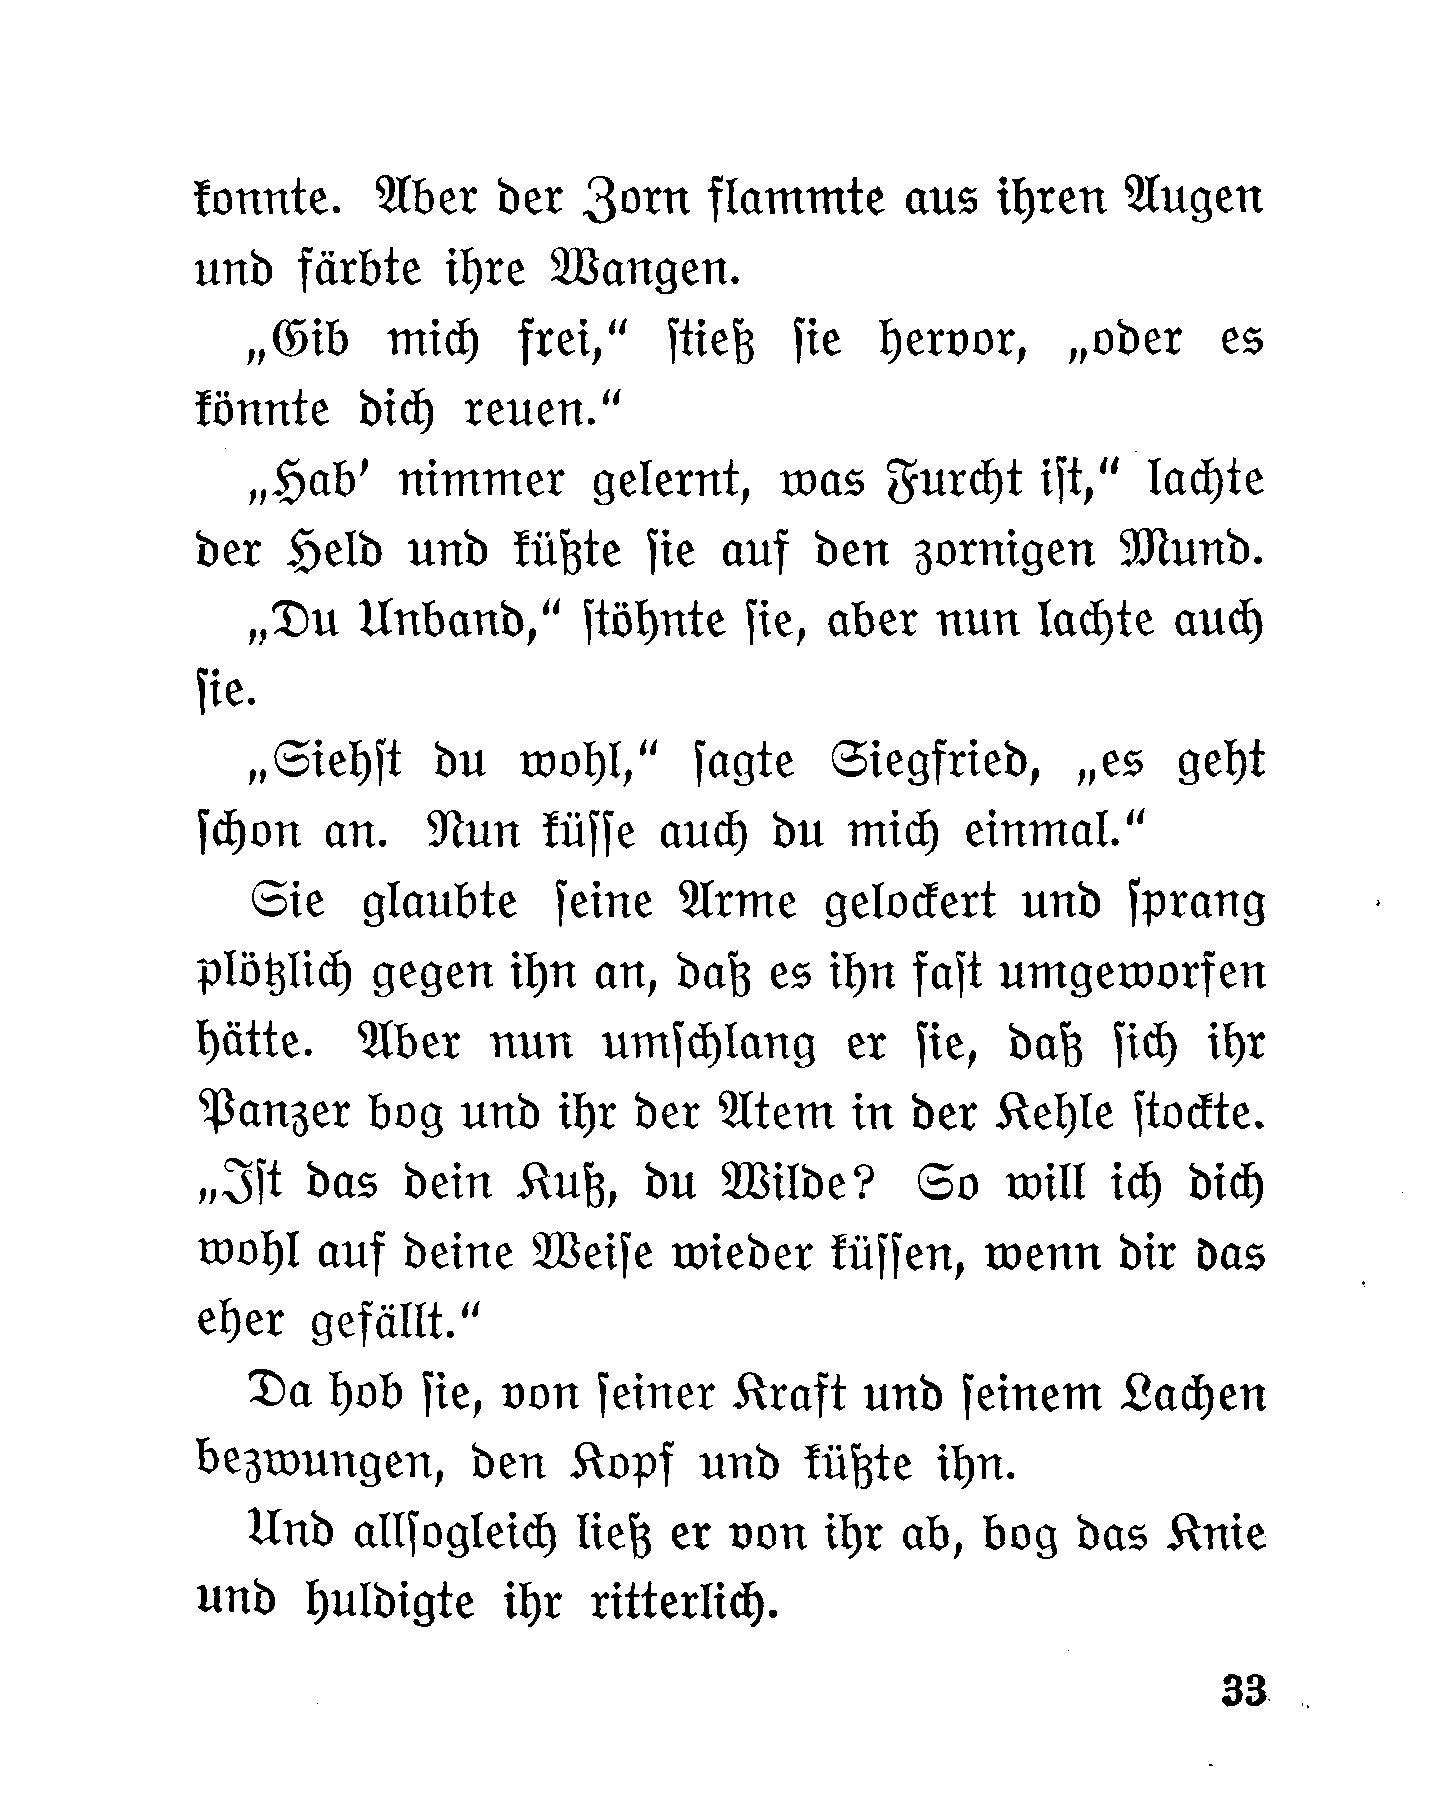 konnte. Aber der Zorn flammte aus ihren Augen
und färbte ihre Wangen.
„Gib mich frei,“ ſtieß ſie hervor, „oder es
könnte dich reuen.“
„Hab' nimmer gelernt, was Furcht iſt,“ lachte
der Held und küßte ſie auf den zornigen Mund.
„Du Unband,“ ſtöhnte ſie, aber nun lachte auch
ſie.
„Siehſt du wohl,“ ſagte Siegfried, „es geht
ſchon an. Nun küſſe auch du mich einmal.“
Sie glaubte ſeine Arme gelockert und ſprang
plötzlich gegen ihn an, daß es ihn faſt umgeworfen
hätte. Aber nun umſchlang er ſie, daß ſich ihr
Panzer bog und ihr der Atem in der Kehle ſtockte.
„Iſt das dein Kuß, du Wilde? So will ich dich
wohl auf deine Weiſe wieder küſſen, wenn dir das
eher gefällt.“
Da hob ſie, von ſeiner Kraft und ſeinem Lachen
bezwungen, den Kopf und küßte ihn.
Und allſogleich ließ er von ihr ab, bog das Knie
und huldigte ihr ritterlich.
33